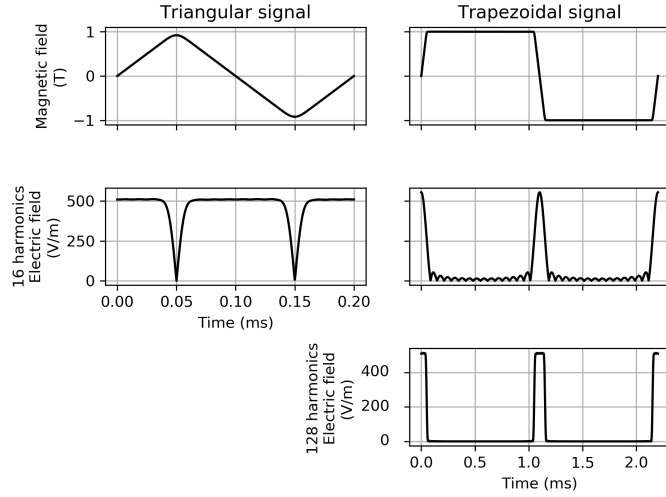 Triangular signal
Trapezoidal signal
Magnetic field
(T)
1
0
−1
16 harmonics
Electric field
(V/m)
500
250
0
0.00 0.05 0.10 0.15 0.20
Time (ms)
128 harmonics
Electric field
(V/m)
400
200
0
0.0 0.5 1.0 1.5 2.0
Time (ms)